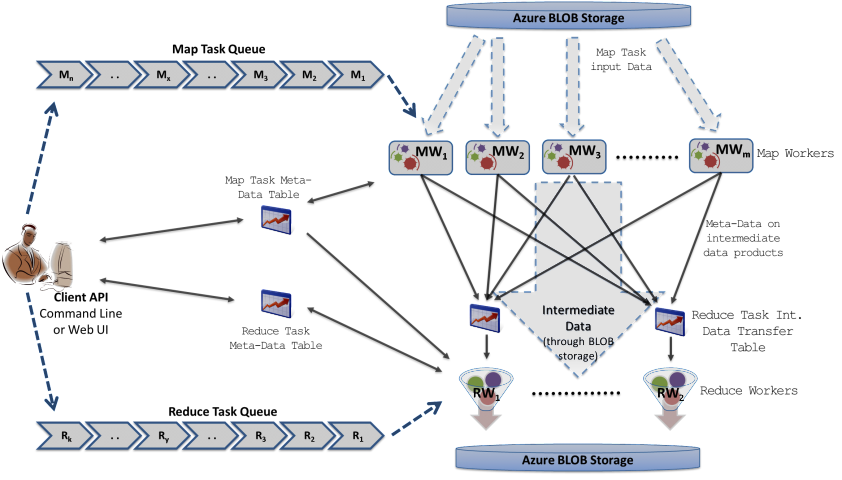 Azure BLOB Storage
Map Task Queue
Mn
. .
Mx
. .
M3
M2
M1
Map Task
input Data
MW1
MW2
MW3
MWm
Map Workers
Map Task Meta-
Data Table
Meta-Data on
intermediate
data products
Client API
Command Line
or Web UI
Reduce Task
Meta-Data Table
Intermediate
Data
(through BLOB
storage)
Reduce Task Int.
Data Transfer
Table
RW1
RW2
Reduce Workers
Reduce Task Queue
Rk
. .
Ry
. .
R3
R2
R1
Azure BLOB Storage